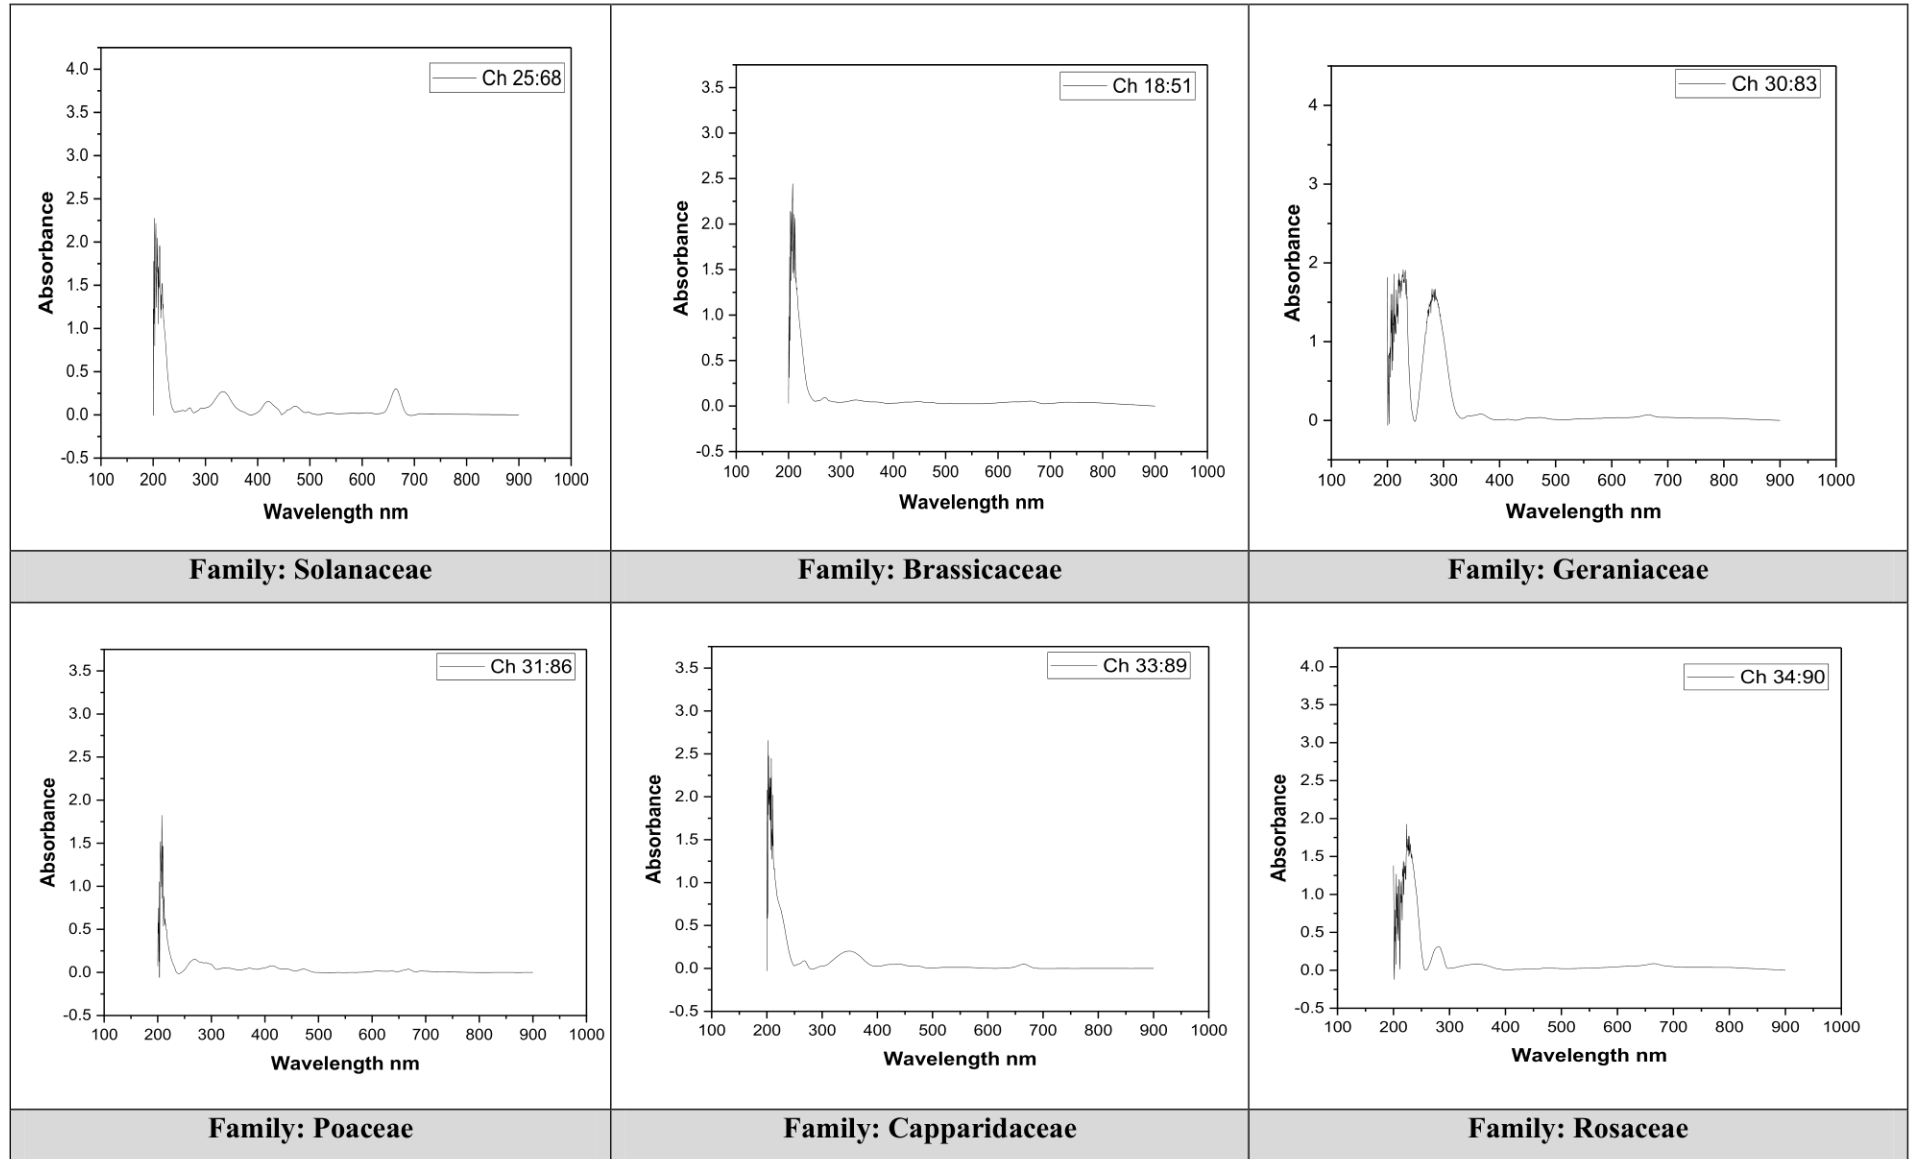 Ch 25:68
4.0
3.5
3.0
2.5
2.0
1.5
1.0
0.5
0.0
-0.5
Absorbance
100 200 300 400 500 600 700 800 900 1000
Wavelength nm
Ch 18:51
3.5
3.0
2.5
2.0
1.5
1.0
0.5
0.0
-0.5
Absorbance
100 200 300 400 500 600 700 800 900 1000
Wavelength nm
Ch 30:83
4
3
2
1
0
Absorbance
100 200 300 400 500 600 700 800 900 1000
Wavelength nm
Family: Solanaceae
Family: Brassicaceae
Family: Geraniaceae
Ch 31:86
3.5
3.0
2.5
2.0
1.5
1.0
0.5
0.0
-0.5
Absorbance
100 200 300 400 500 600 700 800 900 1000
Wavelength nm
Ch 33:89
3.5
3.0
2.5
2.0
1.5
1.0
0.5
0.0
-0.5
Absorbance
100 200 300 400 500 600 700 800 900 1000
Wavelength nm
Ch 34:90
4.0
3.5
3.0
2.5
2.0
1.5
1.0
0.5
0.0
-0.5
Absorbance
100 200 300 400 500 600 700 800 900 1000
Wavelength nm
Family: Poaceae
Family: Capparidaceae
Family: Rosaceae